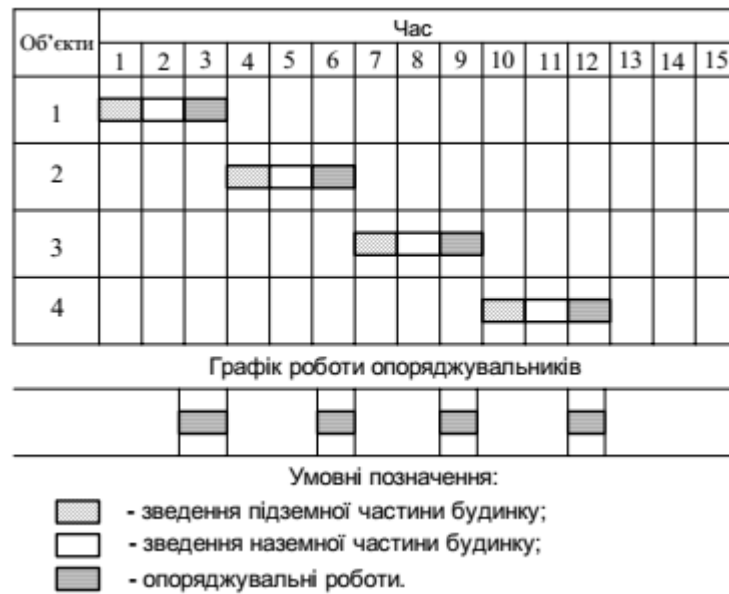 Об’єкти
Час
1 2 3 4 5 6 7 8 9 10 11 12 13 14 15
1
2
3
4
Графік роботи опоряджувальників
Умовні позначення:
- зведення підземної частини будинку;
- зведення наземної частини будинку;
- опоряджувальні роботи.